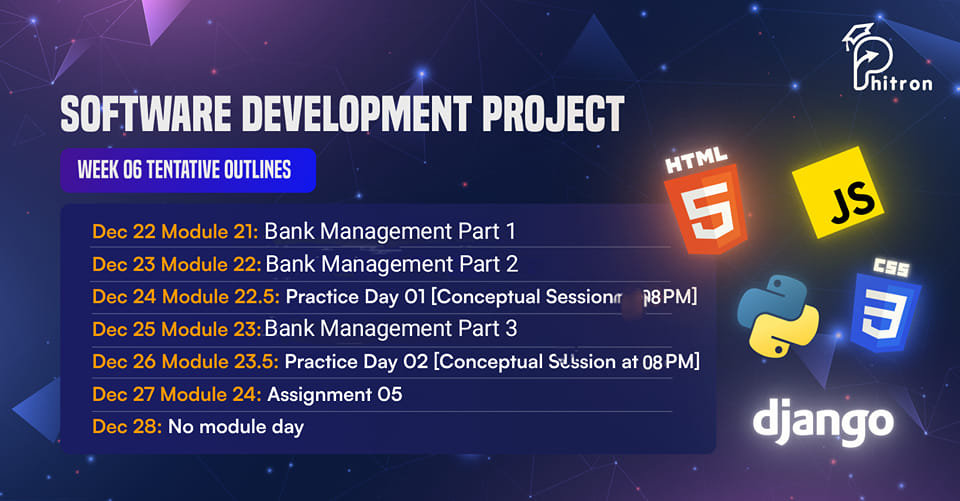 Phitron
SOFTWARE DEVELOPMENT PROJECT
WEEK 06 TENTATIVE OUTLINES
Dec 22 Module 21: Bank Management Part 1
Dec 23 Module 22: Bank Management Part 2
Dec 24 Module 22.5: Practice Day 01 [Conceptual Session 08PM]
Dec 25 Module 23: Bank Management Part 3
Dec 26 Module 23.5: Practice Day 02 [Conceptual Session at 08 PM]
Dec 27 Module 24: Assignment 05
Dec 28: No module day
HTML
5
JS
CSS
3
django